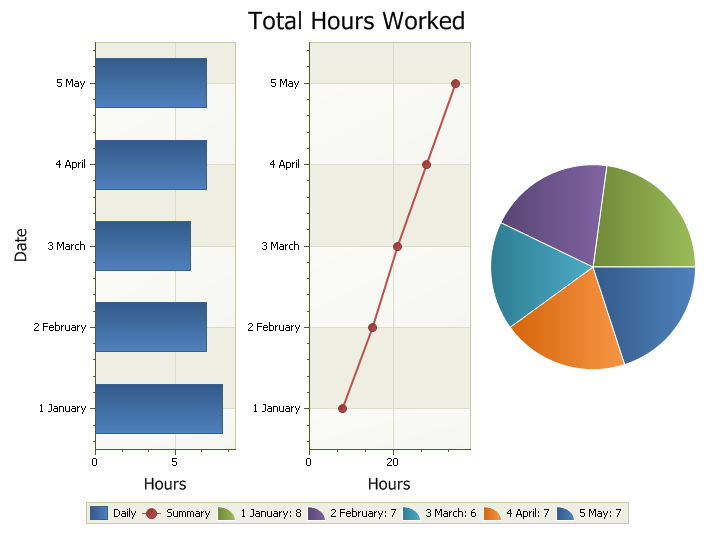 Total Hours Worked
Date
5 May
4 April
3 March
2 February
1 January
0 5
Hours
5 May
4 April
3 March
2 February
1 January
0 20
Hours
Daily Summary 1 January: 8 2 February: 7 3 March: 6 4 April: 7 5 May: 7